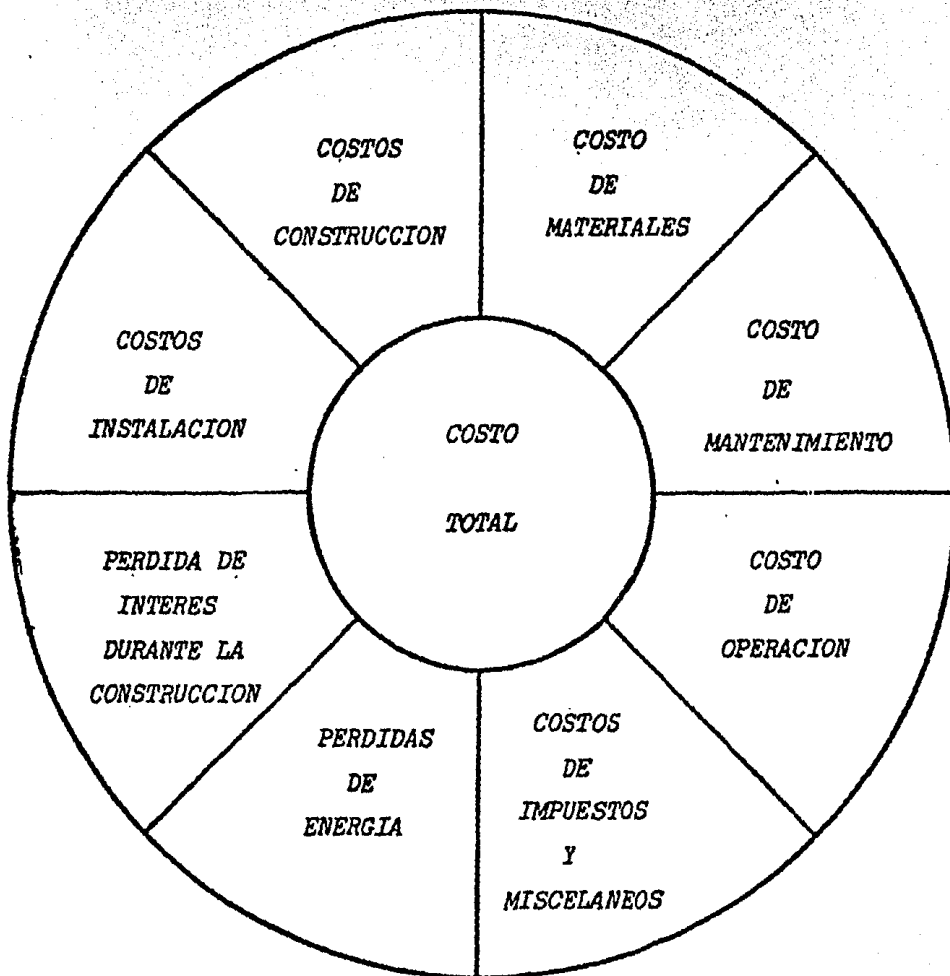 COSTOS
DE
CONSTRUCCION
COSTO
DE
MATERIALES
COSTO
DE
MANTENIMIENTO
COSTO
DE
OPERACION
COSTOS
DE
IMPUESTOS
Y
MISCELANEOS
PERDIDAS
DE
ENERGIA
PERDIDA DE
INTERES
DURANTE LA
CONSTRUCCION
COSTOS
DE
INSTALACION
COSTO
TOTAL